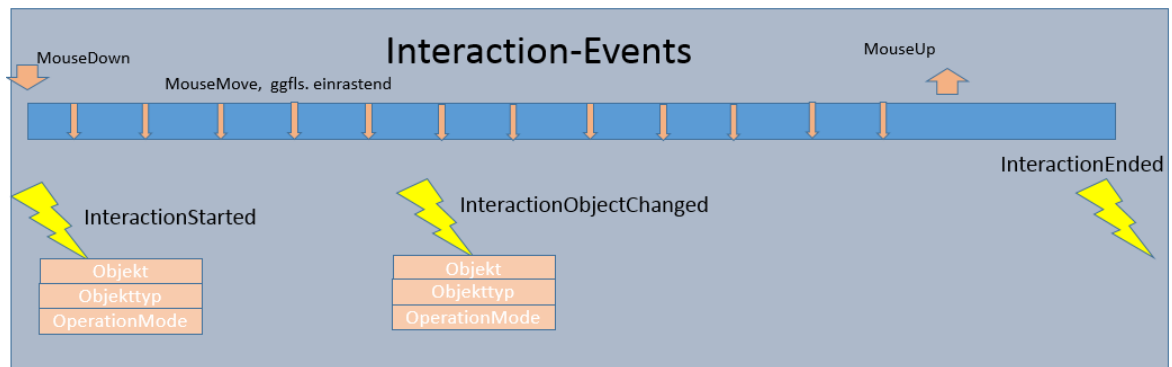 Interaction-Events
MouseDown
MouseUp
MouseMove, ggfls. einrastend
InteractionStarted
InteractionObjectChanged
InteractionEnded
Objekt
Objekttyp
OperationMode
Objekt
Objekttyp
OperationMode